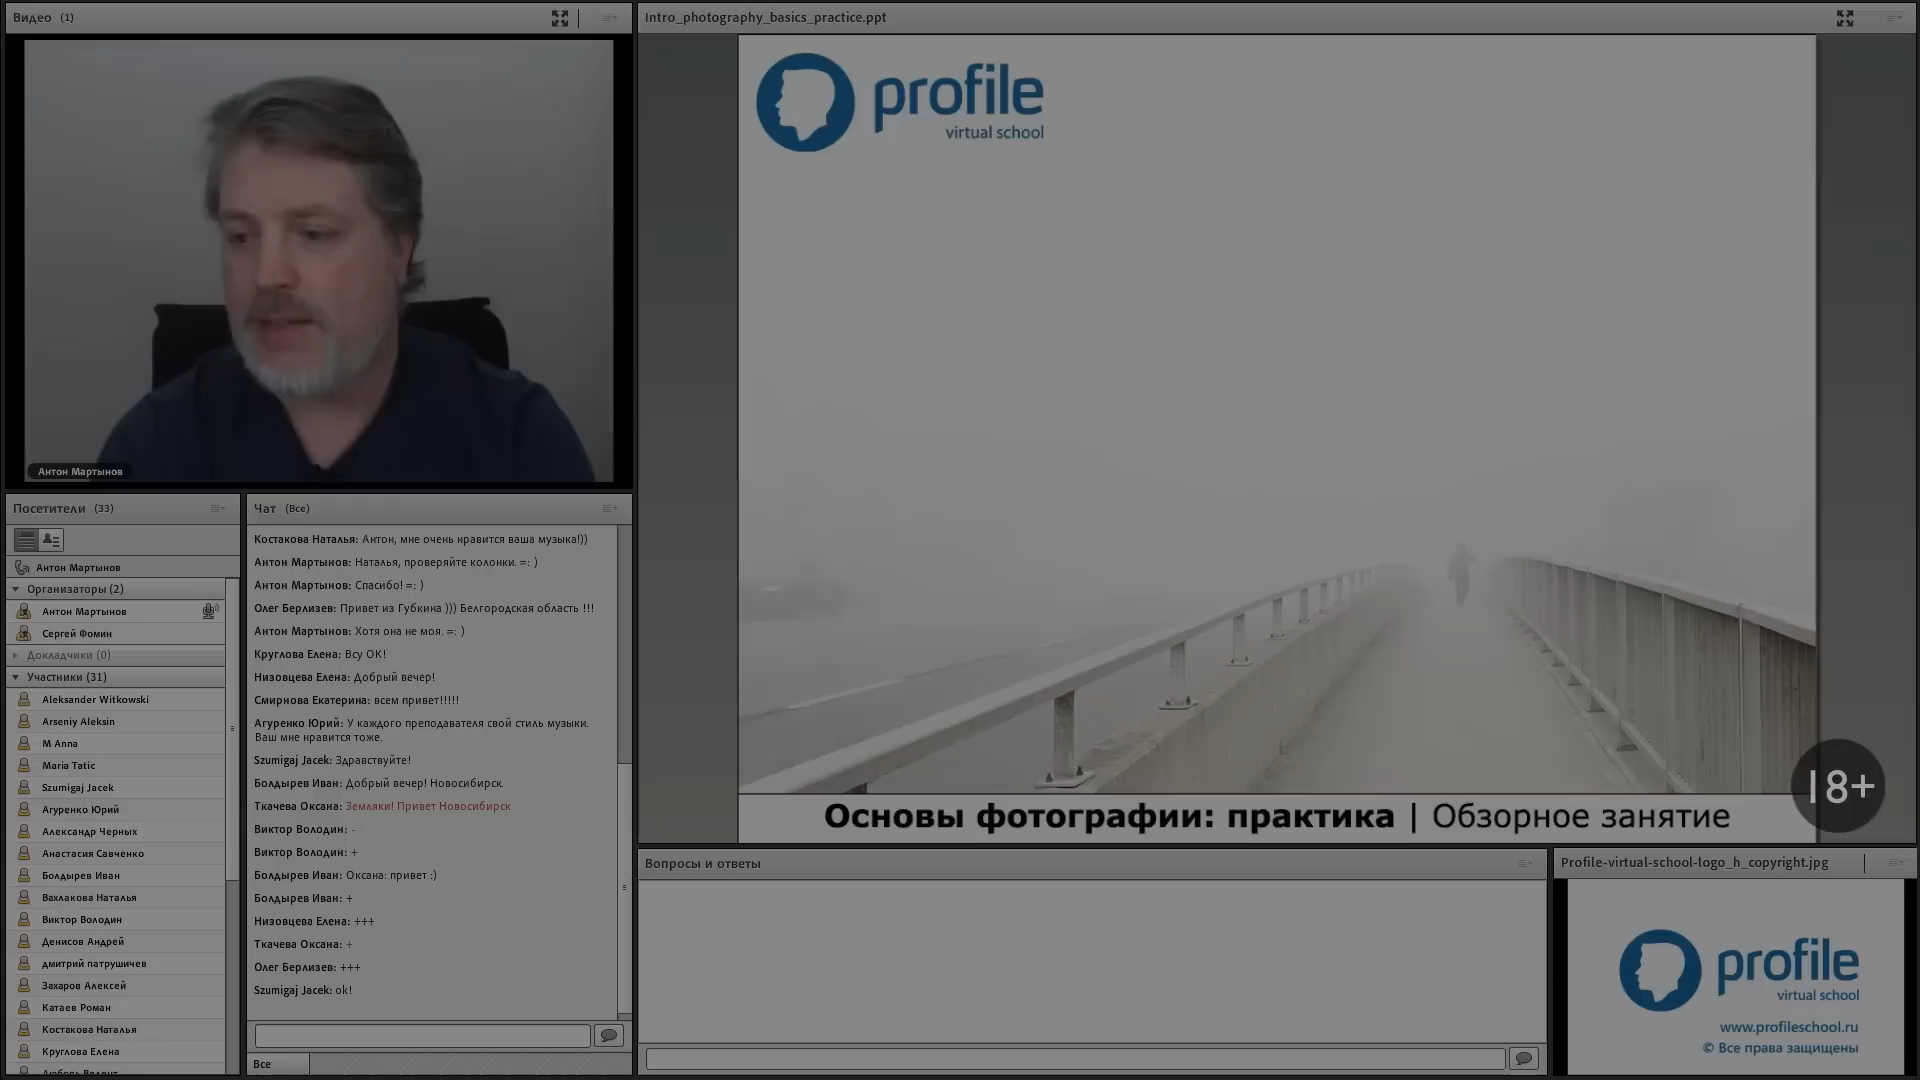 Видео (1)
Антон Мартынов
Посетители (33)
Антон Мартынов
Организаторы (2)
Антон Мартынов
Сергей Фомин
Докладчики (0)
Участники (31)
Aleksander Witkowski
Arseniy Aleksin
M Anna
Maria Tatic
Szumigaj Jacek
Агуренко Юрий
Александр Черных
Анастасия Савченко
Болдырев Иван
Вахлакова Наталья
Виктор Володин
Денисов Андрей
дмитрий патрушичев
Захаров Алексей
Катаев Роман
Костакова Наталья
Круглова Елена
Чат (Все)
Костакова Наталья: Антон, мне очень нравится ваша музыка!))
Антон Мартынов: Наталья, проверяйте колонки. =: )
Антон Мартынов: Спасибо! =: )
Олег Берлизев: Привет из Губкина ))) Белгородская область !!!
Антон Мартынов: Хотя она не моя. =: )
Круглова Елена: Всу ОК!
Низовцева Елена: Добрый вечер!
Смирнова Екатерина: всем привет!!!!!
Агуренко Юрий: У каждого преподавателя свой стиль музыки.
Ваш мне нравится тоже.
Szumigaj Jacek: Здравствуйте!
Болдырев Иван: Добрый вечер! Новосибирск.
Ткачева Оксана: Земляки! Привет Новосибирск
Виктор Володин: -
Виктор Володин: +
Болдырев Иван: Оксана: привет :)
Болдырев Иван: +
Низовцева Елена: +++
Ткачева Оксана: +
Олег Берлизев: +++
Szumigaj Jacek: ok!
Все
Intro_photography_basics_practice.ppt
profile
virtual school
18+
Основы фотографии: практика | Обзорное занятие
Вопросы и ответы
Profile-virtual-school-logo_h_copyright.jpg
profile
virtual school
www.profileschool.ru
© Все права защищены